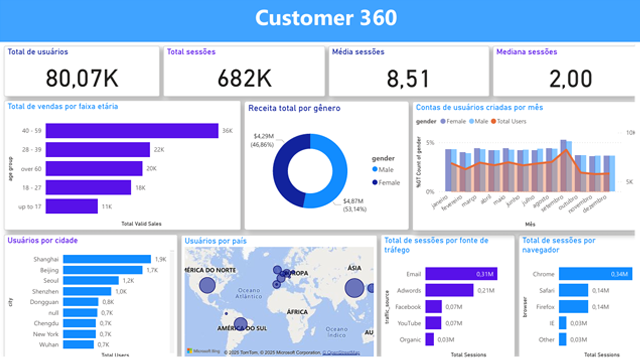 Customer 360
Total de usuários
80,07K
Total sessões
682K
Média sessões
8,51
Mediana sessões
2,00
Total de vendas por faixa etária
age group
40 - 59
36K
28 - 39
22K
over 60
20K
18 - 27
18K
up to 17
11K
Total Valid Sales
Receita total por gênero
$4,29M
(46,86%)
$4,87M
(53,14%)
gender
Male
Female
Contas de usuários criadas por mês
gender Female Male Total Users
%GT Count of gender
5%
0%
10K
5K
janeiro
fevereiro
março
abril
maio
junho
julho
agosto
setembro
outubro
novembro
dezembro
Mês
Usuários por cidade
city
Shanghai
1,9K
Beijing
1,7K
Seoul
1,2K
Shenzhen
1,0K
Dongguan
0,8K
null
0,7K
Chengdu
0,7K
New York
0,7K
Wuhan
0,7K
Total Users
Usuários por país
MÉRICA DO NORTE
ROPA
ÁSIA
Oceano
Atlântico
ÁFRICA
AMÉRICA DO SUL
Oceano
Índico
Microsoft Bing
© 2025 TomTom, © 2025 Microsoft Corporation, OpenStreetMap
Total de sessões por fonte de
tráfego
traffic_source
Email
0,31M
Adwords
0,21M
Facebook
0,07M
YouTube
0,07M
Organic
0,03M
Total Sessions
Total de sessões por
navegador
browser
Chrome
0,34M
Safari
0,14M
Firefox
0,14M
IE
0,03M
Other
0,03M
Total Sessions